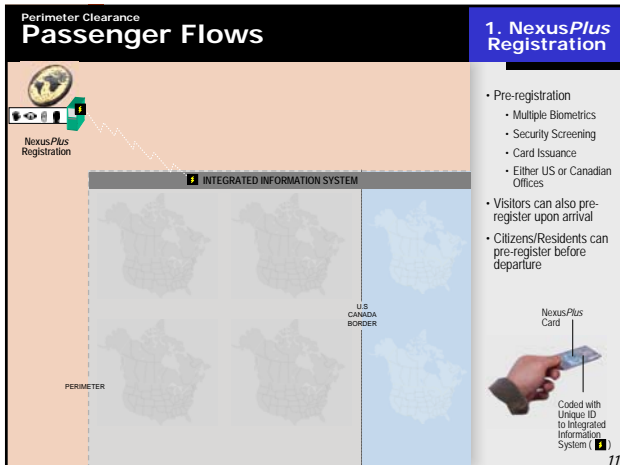 Perimeter Clearance
Passenger Flows
1. NexusPlus
Registration
NexusPlus
Registration
INTEGRATED INFORMATION SYSTEM
U.S
CANADA
BORDER
PERIMETER
• Pre-registration
• Multiple Biometrics
• Security Screening
• Card Issuance
• Either US or Canadian
Offices
• Visitors can also pre-
register upon arrival
• Citizens/Residents can
pre-register before
departure
NexusPlus
Card
Coded with
Unique ID
to Integrated
Information
System ( )
11